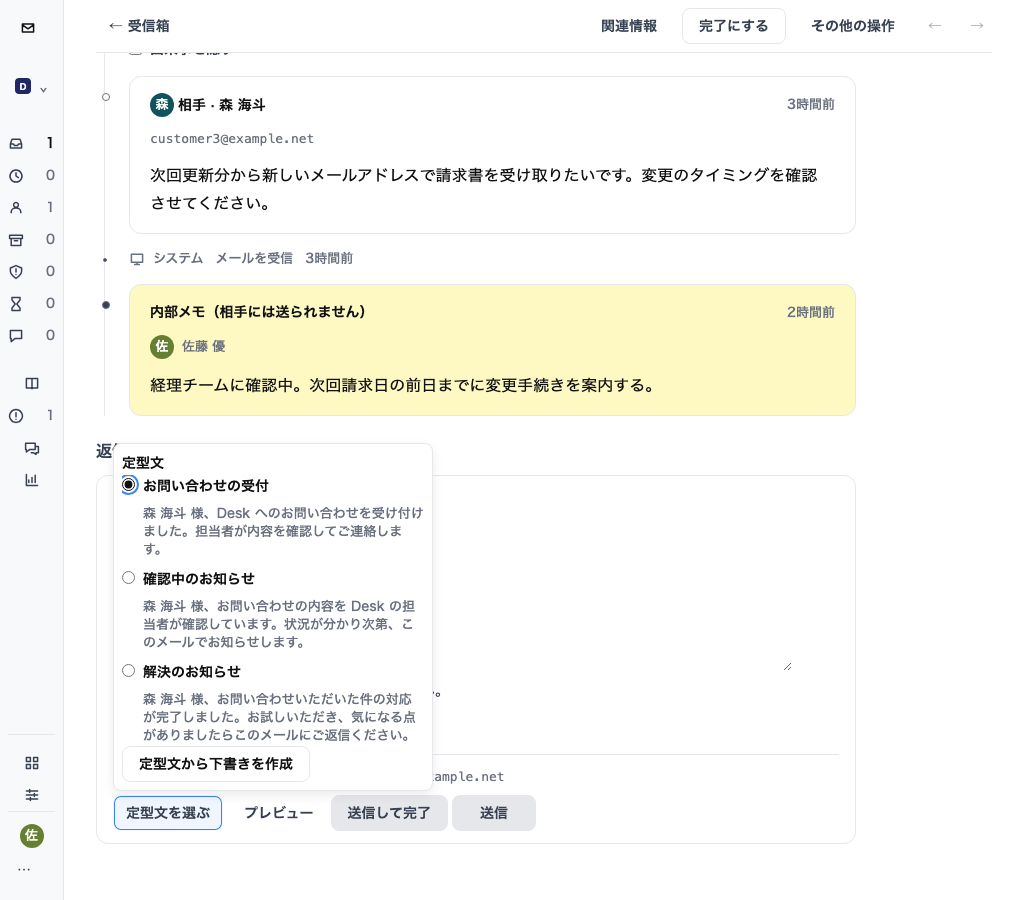 ← 受信箱
関連情報
完了にする
その他の操作
← →
D
1
0
1
0
0
0
0
1
森 相手 · 森 海斗
3時間前
customer3@example.net
次回更新分から新しいメールアドレスで請求書を受け取りたいです。変更のタイミングを確認
させてください。
システム メールを受信 3時間前
内部メモ（相手には送られません）
2時間前
佐 佐藤 優
経理チームに確認中。次回請求日の前日までに変更手続きを案内する。
定型文
お問い合わせの受付
森 海斗 様、Desk へのお問い合わせを受け付け
ました。担当者が内容を確認してご連絡しま
す。
確認中のお知らせ
森 海斗 様、お問い合わせの内容を Desk の担
当者が確認しています。状況が分かり次第、こ
のメールでお知らせします。
解決のお知らせ
森 海斗 様、お問い合わせいただいた件の対応
が完了しました。お試しいただき、気になる点
がありましたらこのメールにご返信ください。
定型文から下書きを作成
定型文を選ぶ
プレビュー
送信して完了
送信
佐
…